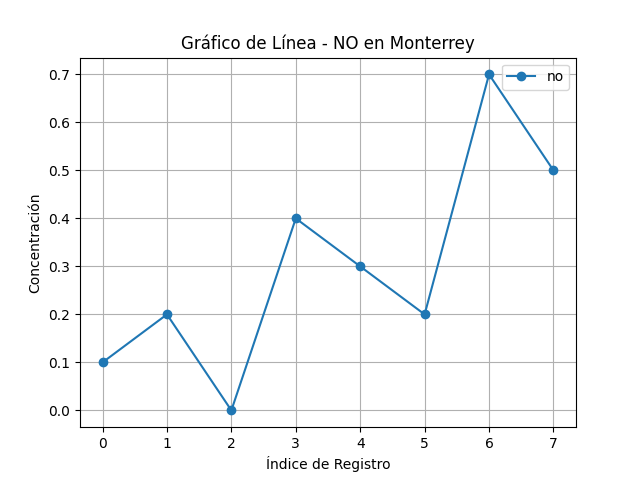 Gráfico de Línea - NO en Monterrey
no
0.7
0.6
0.5
0.4
0.3
0.2
0.1
0.0
Concentración
0 1 2 3 4 5 6 7
Índice de Registro